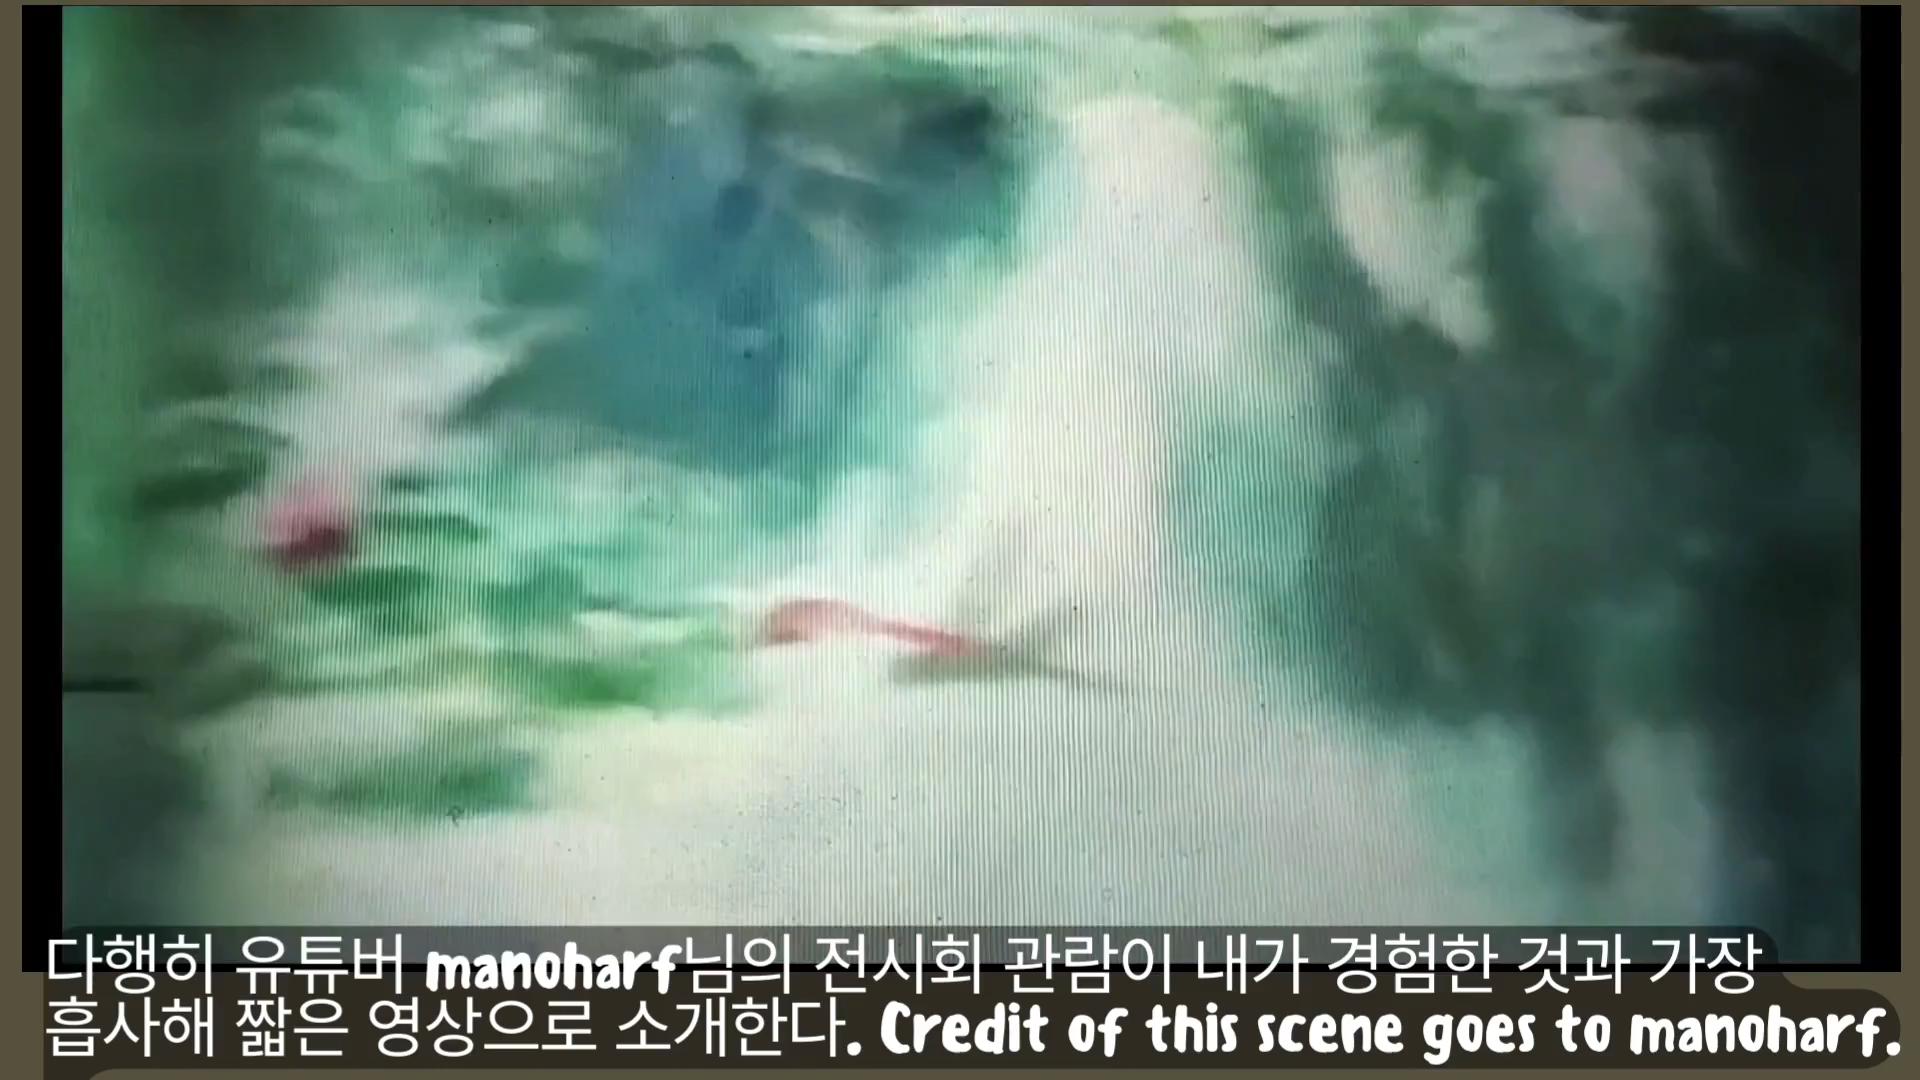 다행히 유튜버 manoharf님의 전시회 관람이 내가 경험한 것과 가장
흡사해 짧은 영상으로 소개한다. Credit of this scene goes to manoharf.